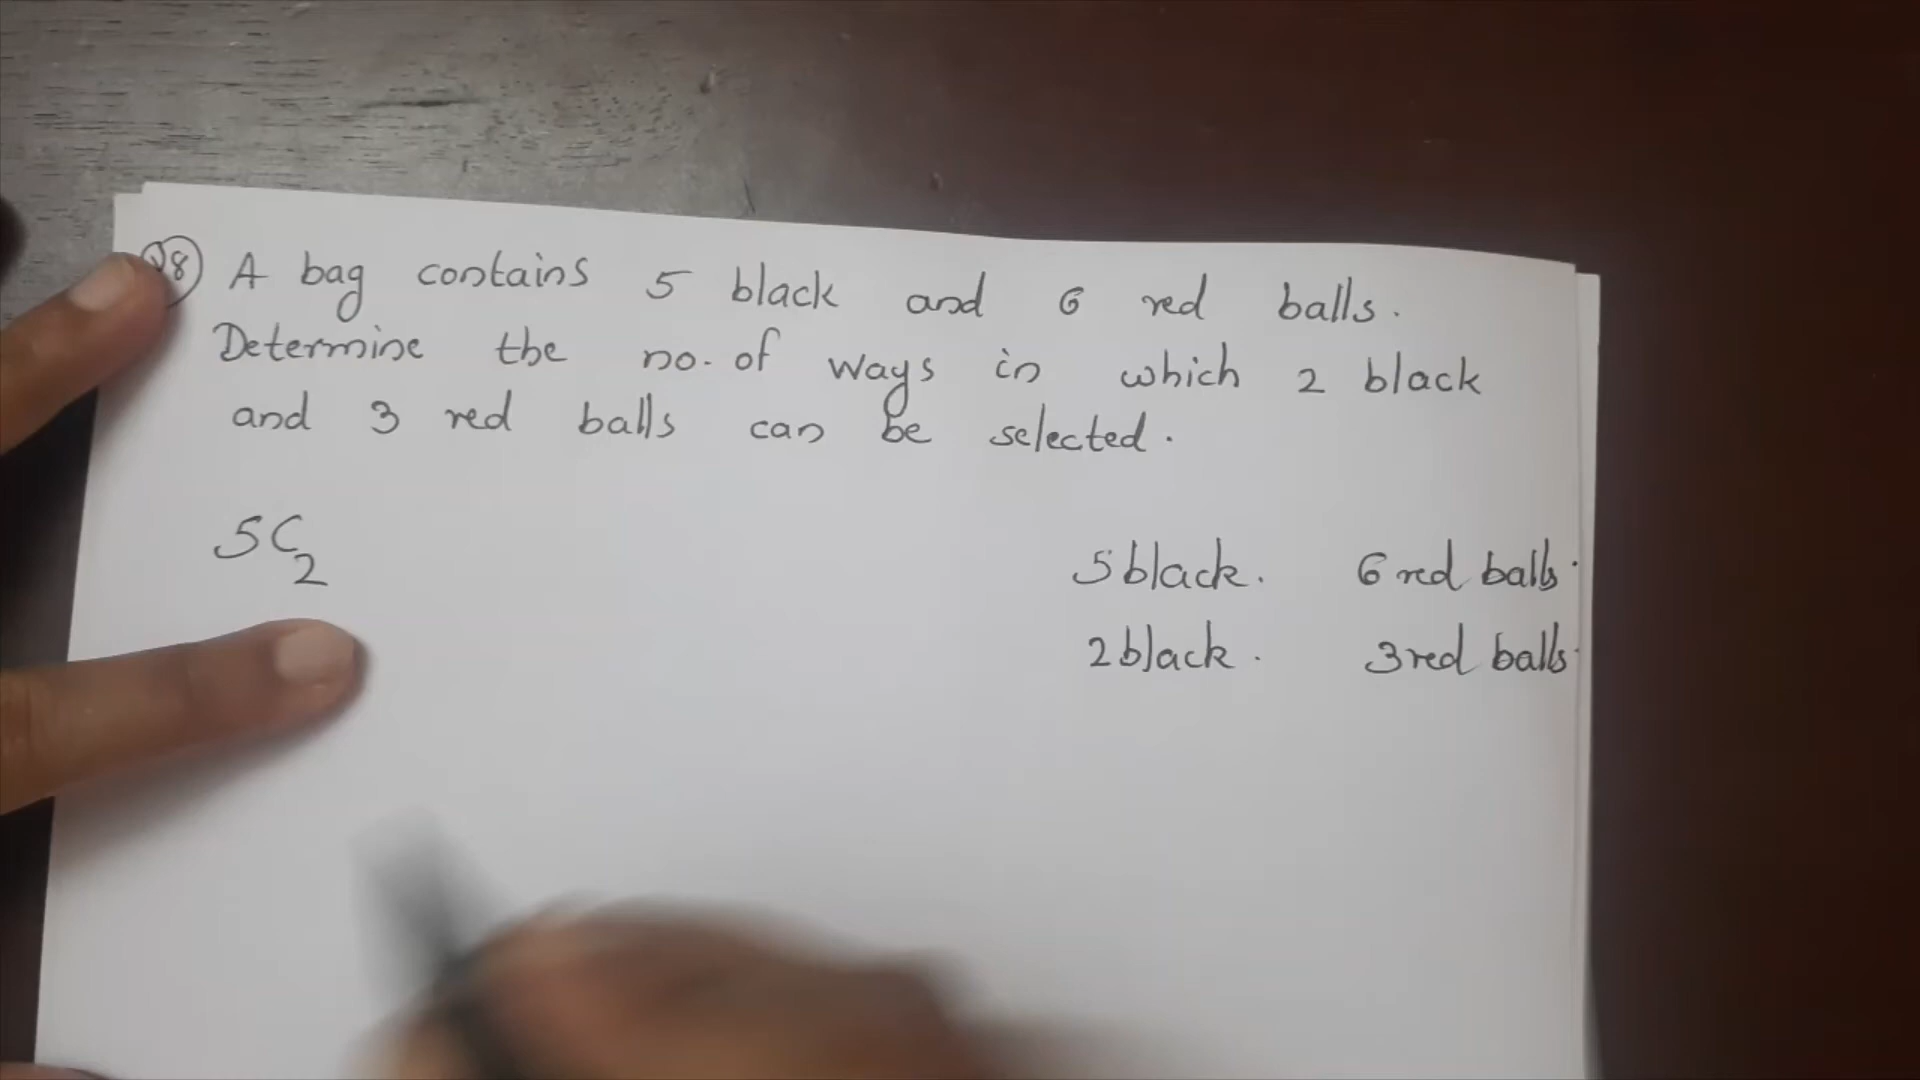 Q8 A bag contains 5 black and 6 red balls.
Determine the no. of ways in which 2 black
and 3 red balls can be selected.
5C2
5 black. 6 red balls.
2 black. 3 red balls.